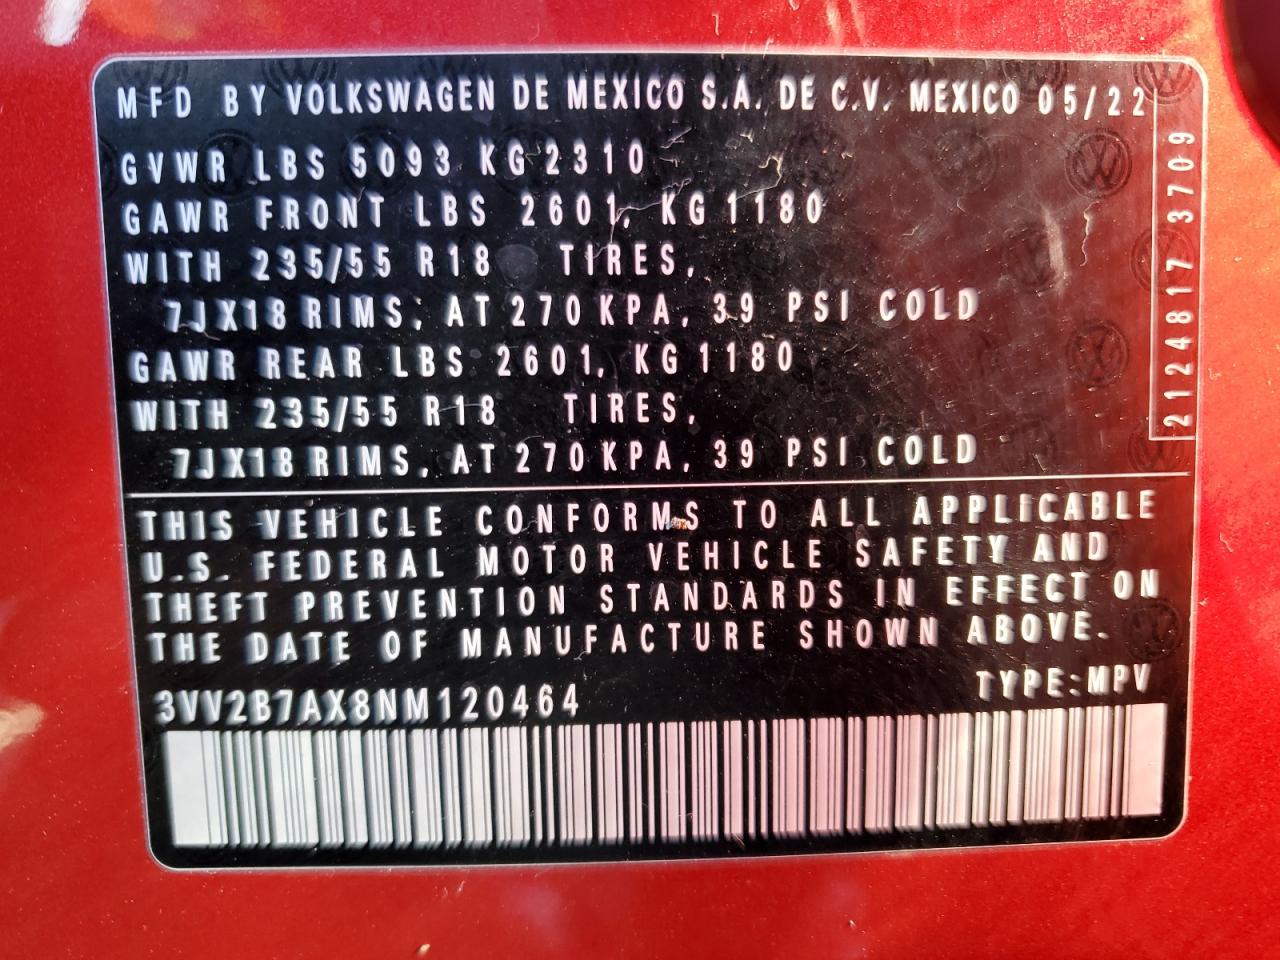 MFD BY VOLKSWAGEN DE MEXICO S.A. DE C.V. MEXICO 05/22
GVWR LBS 5093 KG 2310
GAWR FRONT LBS 2601, KG 1180
WITH 235/55 R18 TIRES,
7JX18 RIMS, AT 270 KPA, 39 PSI COLD
GAWR REAR LBS 2601, KG 1180
WITH 235/55 R18 TIRES,
7JX18 RIMS, AT 270 KPA, 39 PSI COLD
2124817 3709
THIS VEHICLE CONFORMS TO ALL APPLICABLE
U.S. FEDERAL MOTOR VEHICLE SAFETY AND
THEFT PREVENTION STANDARDS IN EFFECT ON
THE DATE OF MANUFACTURE SHOWN ABOVE.
TYPE: MPV
3VV2B7AX8NM120464